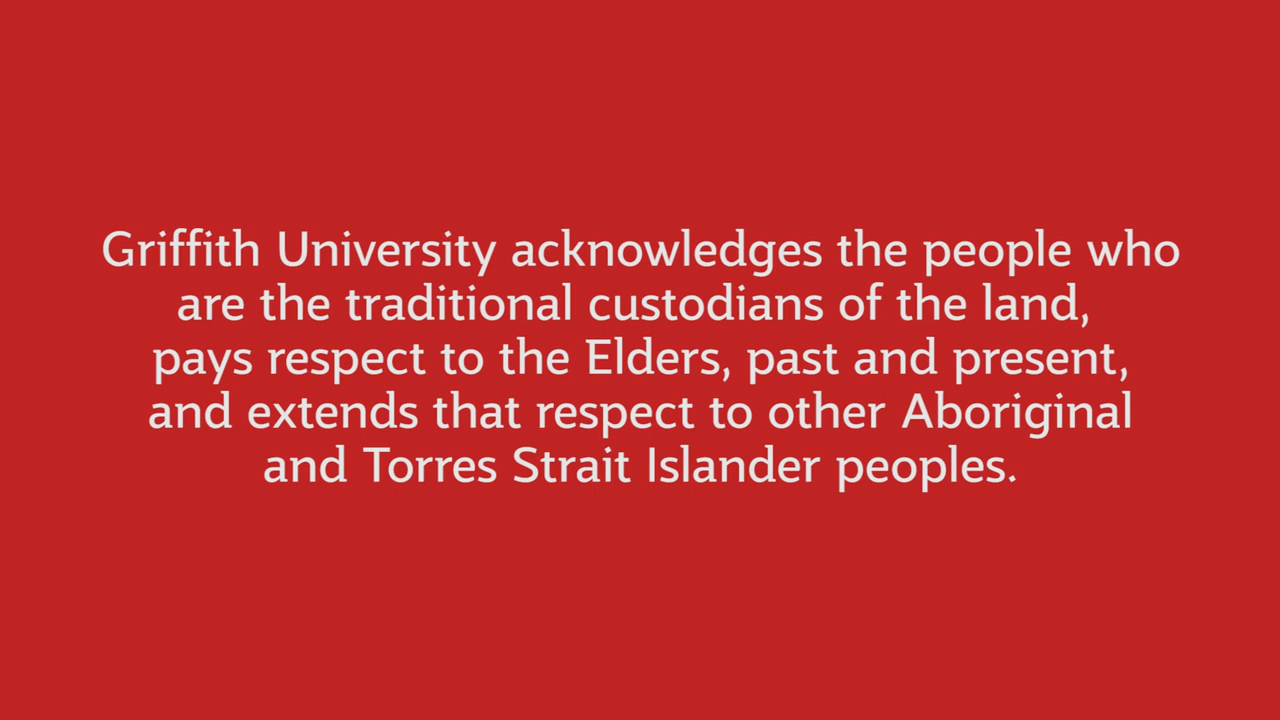 Griffith University acknowledges the people who
are the traditional custodians of the land,
pays respect to the Elders, past and present,
and extends that respect to other Aboriginal
and Torres Strait Islander peoples.